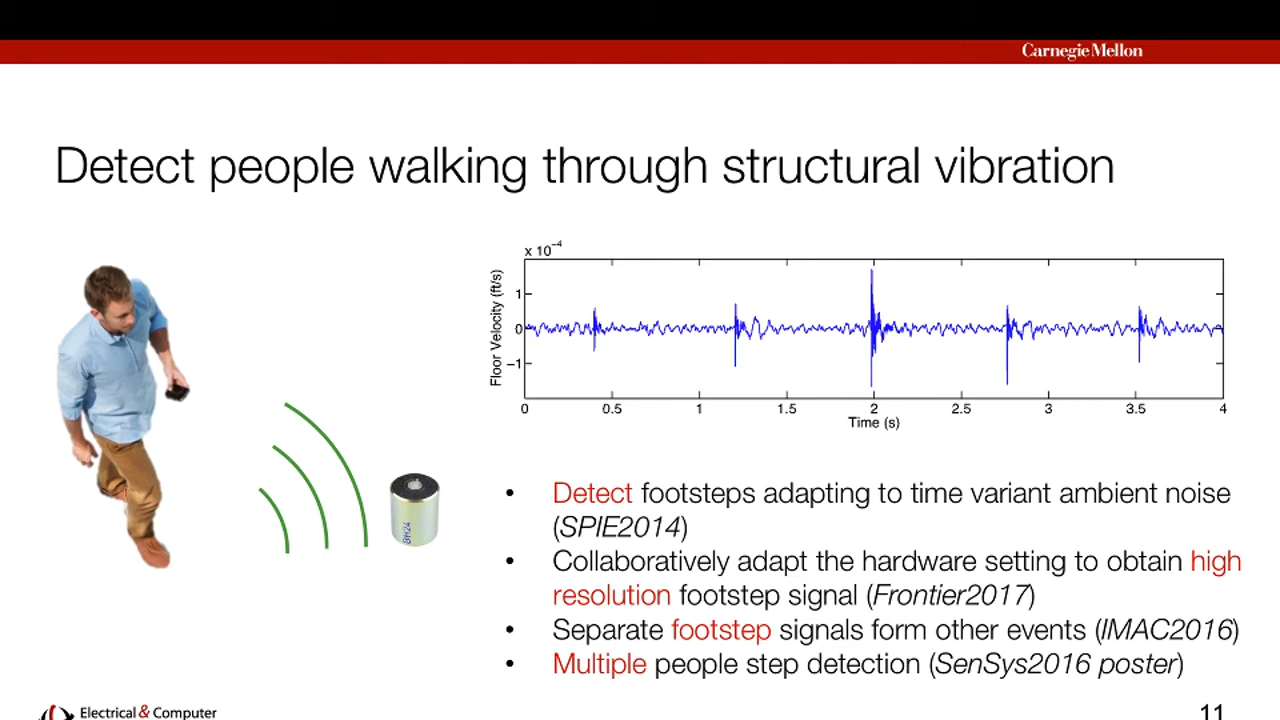 Carnegie Mellon
Detect people walking through structural vibration
x 10⁻⁴
Floor Velocity (ft/s)
1
0
−1
0 0.5 1 1.5 2 2.5 3 3.5 4
Time (s)
• Detect footsteps adapting to time variant ambient noise
(SPIE2014)
• Collaboratively adapt the hardware setting to obtain high
resolution footstep signal (Frontier2017)
• Separate footstep signals form other events (IMAC2016)
• Multiple people step detection (SenSys2016 poster)
Electrical & Computer
11